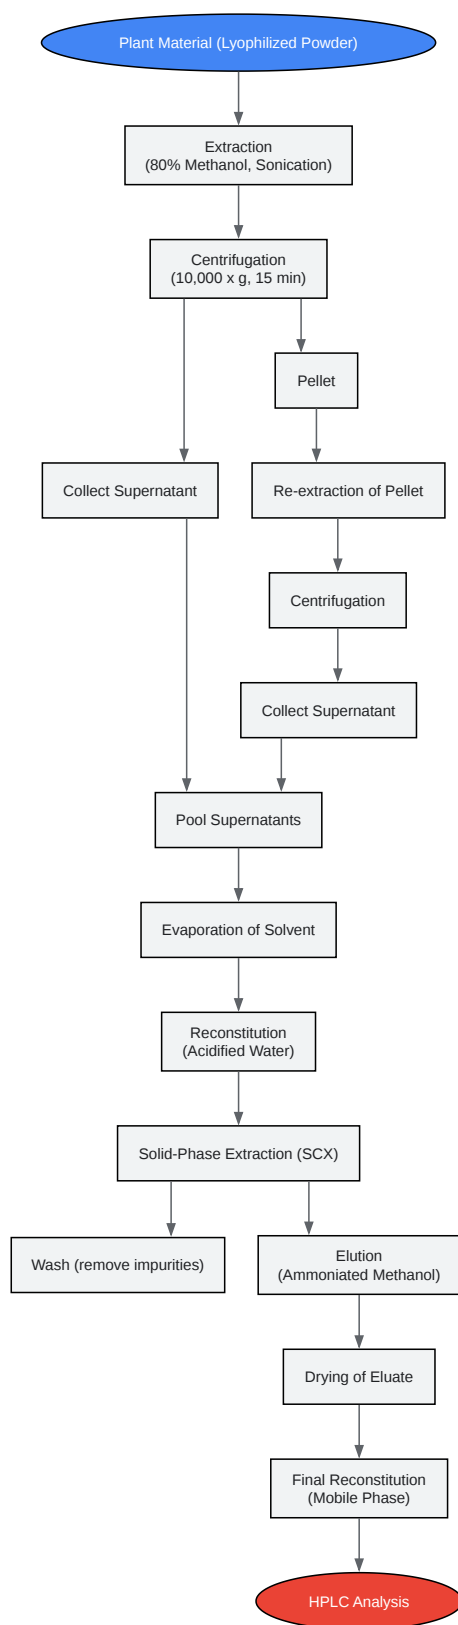 Plant Material (Lyophilized Powder)
Extraction
(80% Methanol, Sonication)
Centrifugation
(10,000 x g, 15 min)
Pellet
Collect Supernatant
Re-extraction of Pellet
Centrifugation
Collect Supernatant
Pool Supernatants
Evaporation of Solvent
Reconstitution
(Acidified Water)
Solid-Phase Extraction (SCX)
Wash (remove impurities)
Elution
(Ammoniated Methanol)
Drying of Eluate
Final Reconstitution
(Mobile Phase)
HPLC Analysis